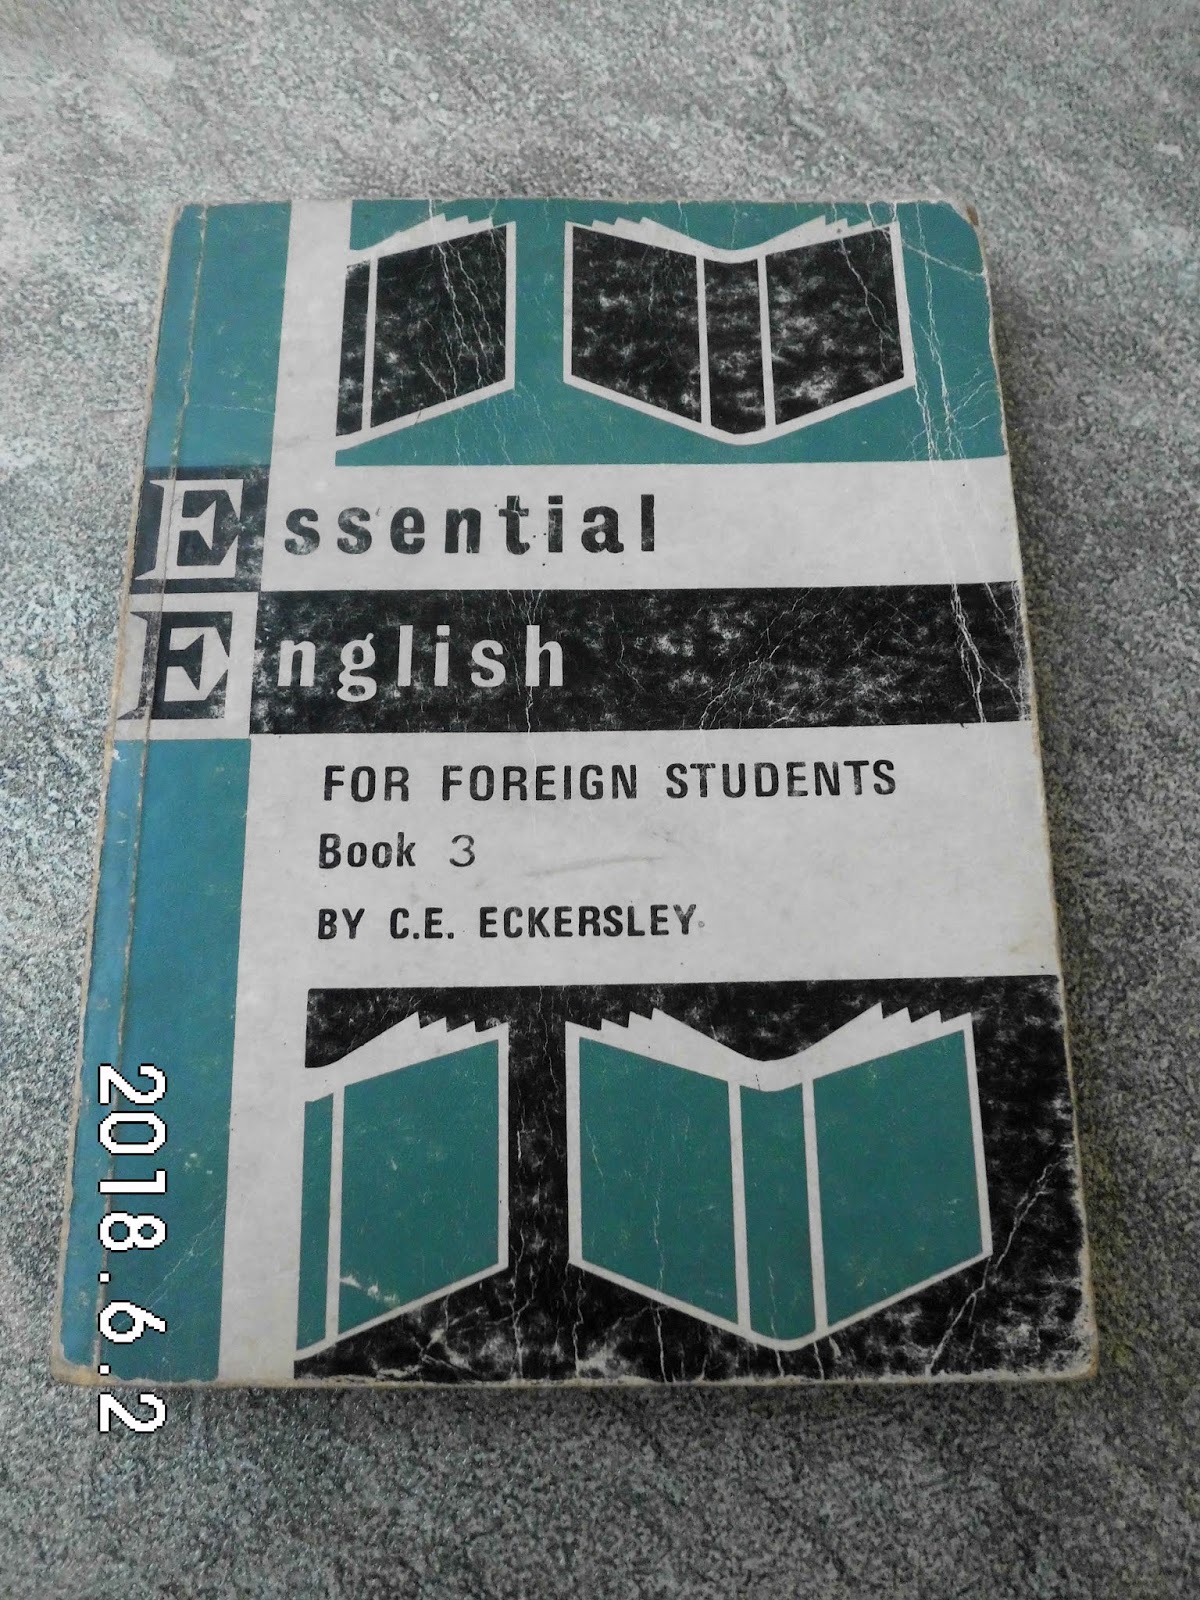 Essential
English
FOR FOREIGN STUDENTS
Book 3
BY C.E. ECKERSLEY
2018.6.2